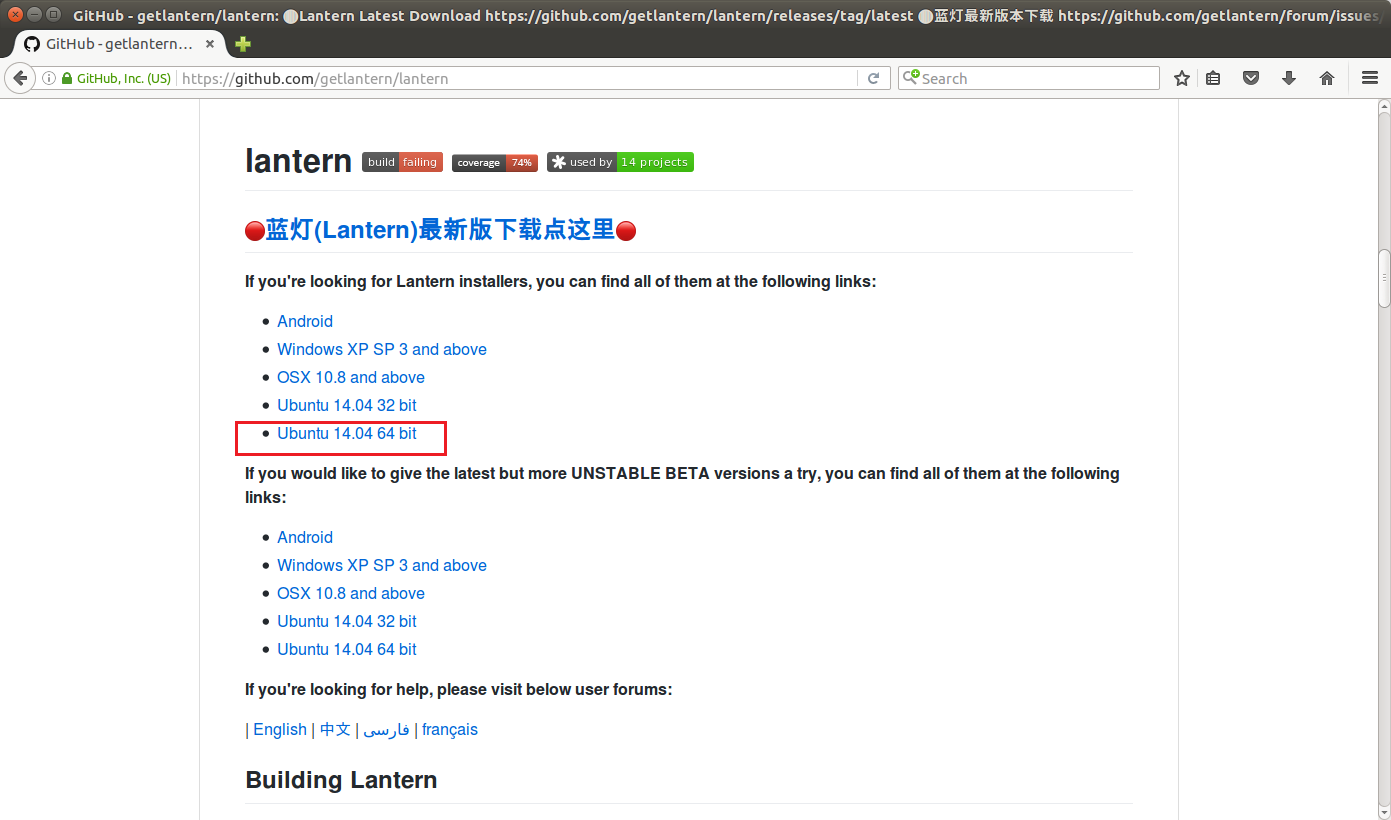 GitHub - getlantern/lantern: Lantern Latest Download https://github.com/getlantern/lantern/releases/tag/latest 蓝灯最新版本下载 https://github.com/getlantern/forum/issues/
GitHub - getlantern...
GitHub, Inc. (US) https://github.com/getlantern/lantern Search
lantern build failing coverage 74% used by 14 projects
蓝灯(Lantern)最新版下载点这里
If you're looking for Lantern installers, you can find all of them at the following links:
Android
Windows XP SP 3 and above
OSX 10.8 and above
Ubuntu 14.04 32 bit
Ubuntu 14.04 64 bit
If you would like to give the latest but more UNSTABLE BETA versions a try, you can find all of them at the following
links:
Android
Windows XP SP 3 and above
OSX 10.8 and above
Ubuntu 14.04 32 bit
Ubuntu 14.04 64 bit
If you're looking for help, please visit below user forums:
| English | 中文 | فارسی | français
Building Lantern